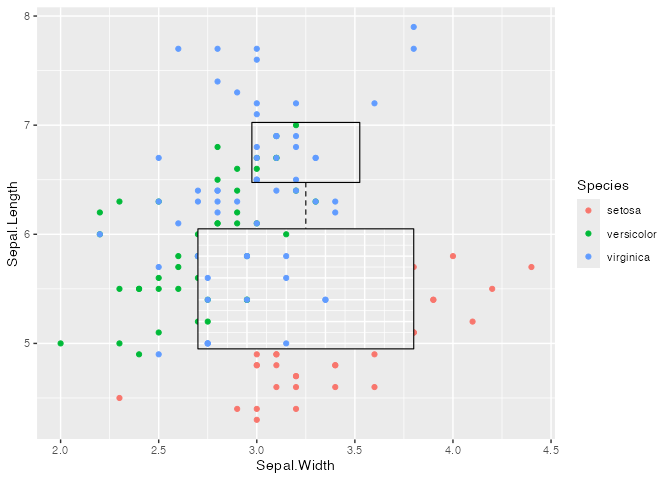 8
7
6
5
Sepal.Length
2.0 2.5 3.0 3.5 4.0 4.5
Sepal.Width
Species
setosa
versicolor
virginica